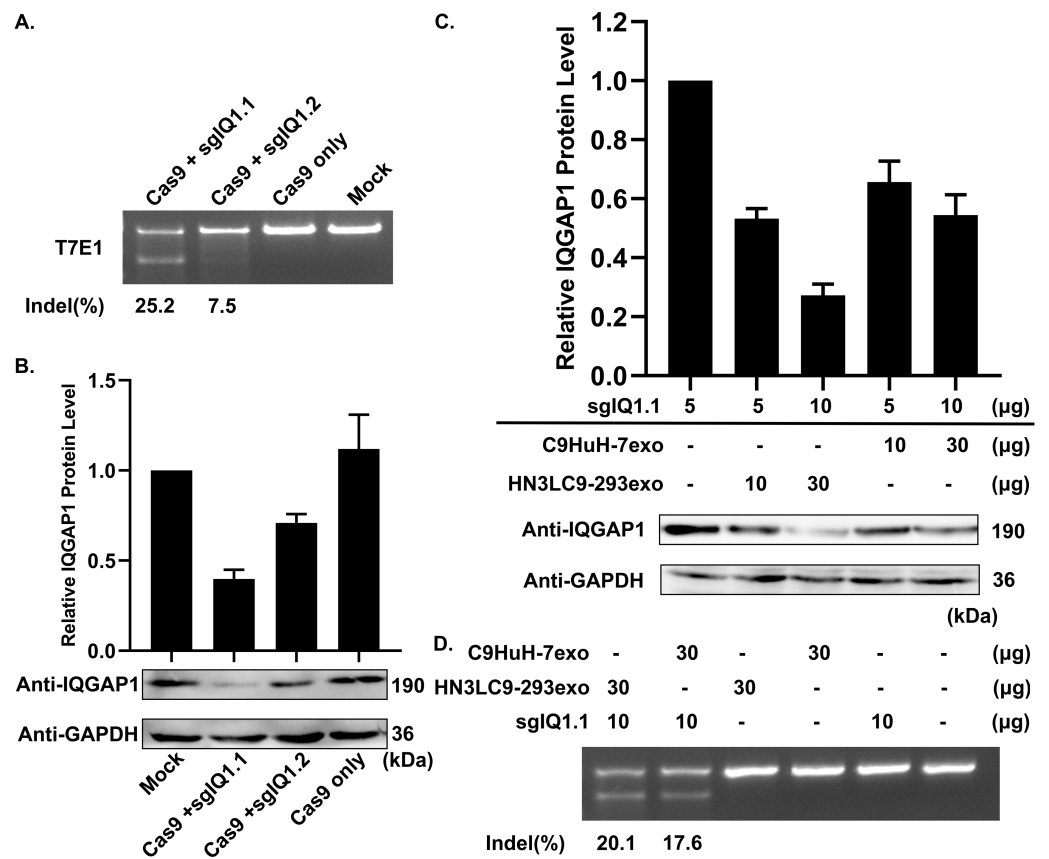 A.
Cas9 + sgIQ1.1
Cas9 + sgIQ1.2
Cas9 only
Mock
T7E1
Indel(%) 25.2 7.5
B.
Relative IQGAP1 Protein Level
1.5
1.0
0.5
0.0
Anti-IQGAP1 190
Anti-GAPDH 36
(kDa)
Mock
Cas9 +sgIQ1.1
Cas9 +sgIQ1.2
Cas9 only
C.
Relative IQGAP1 Protein Level
1.2
1.0
0.8
0.6
0.4
0.2
0.0
sgIQ1.1 5 5 10 5 10 (μg)
C9HuH-7exo - - - 10 30 (μg)
HN3LC9-293exo - 10 30 - - (μg)
Anti-IQGAP1 190
Anti-GAPDH 36
(kDa)
D.
C9HuH-7exo - 30 - 30 - - (μg)
HN3LC9-293exo 30 - 30 - - - (μg)
sgIQ1.1 10 10 - - 10 - (μg)
Indel(%) 20.1 17.6